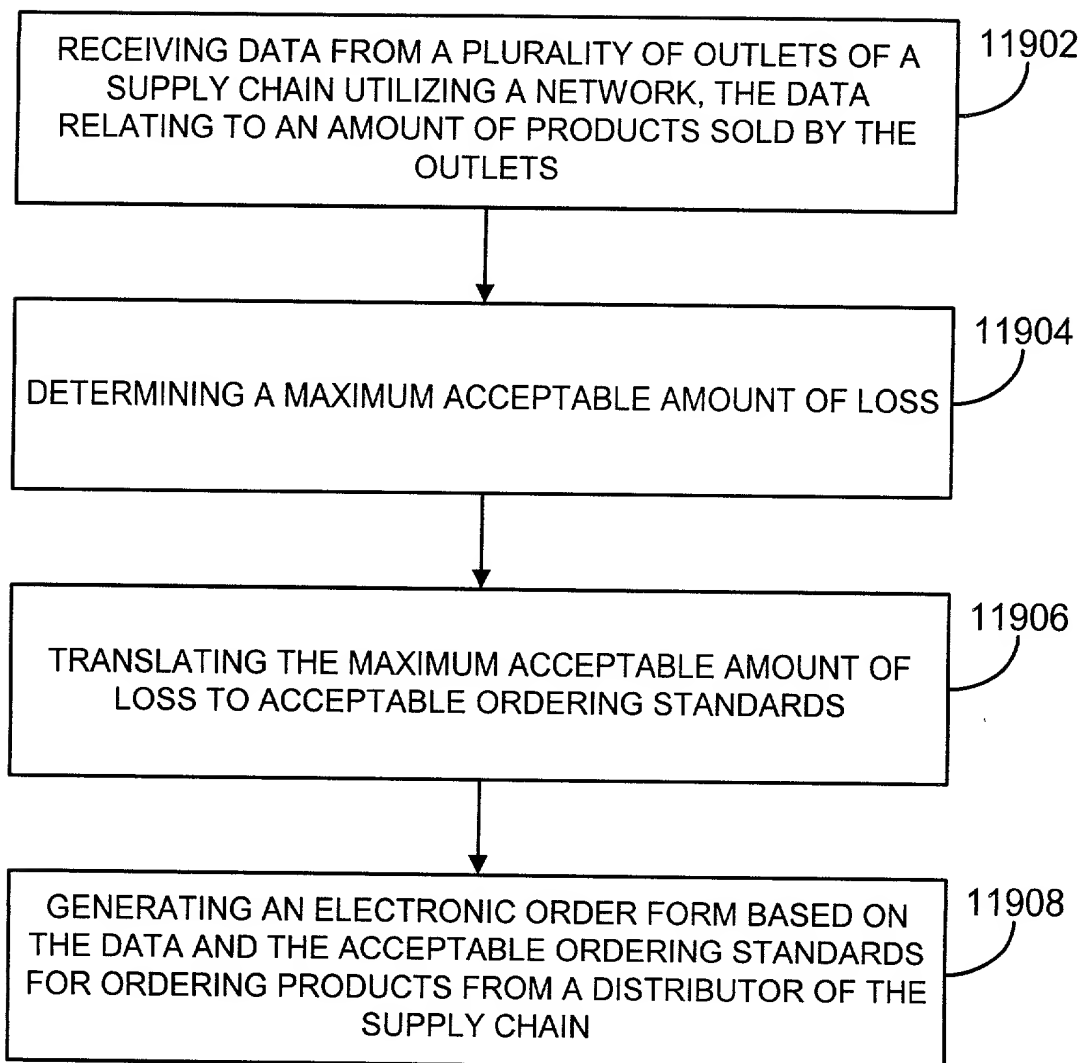 RECEIVING DATA FROM A PLURALITY OF OUTLETS OF A
SUPPLY CHAIN UTILIZING A NETWORK, THE DATA
RELATING TO AN AMOUNT OF PRODUCTS SOLD BY THE
OUTLETS
11902
DETERMINING A MAXIMUM ACCEPTABLE AMOUNT OF LOSS
11904
TRANSLATING THE MAXIMUM ACCEPTABLE AMOUNT OF
LOSS TO ACCEPTABLE ORDERING STANDARDS
11906
GENERATING AN ELECTRONIC ORDER FORM BASED ON
THE DATA AND THE ACCEPTABLE ORDERING STANDARDS
FOR ORDERING PRODUCTS FROM A DISTRIBUTOR OF THE
SUPPLY CHAIN
11908